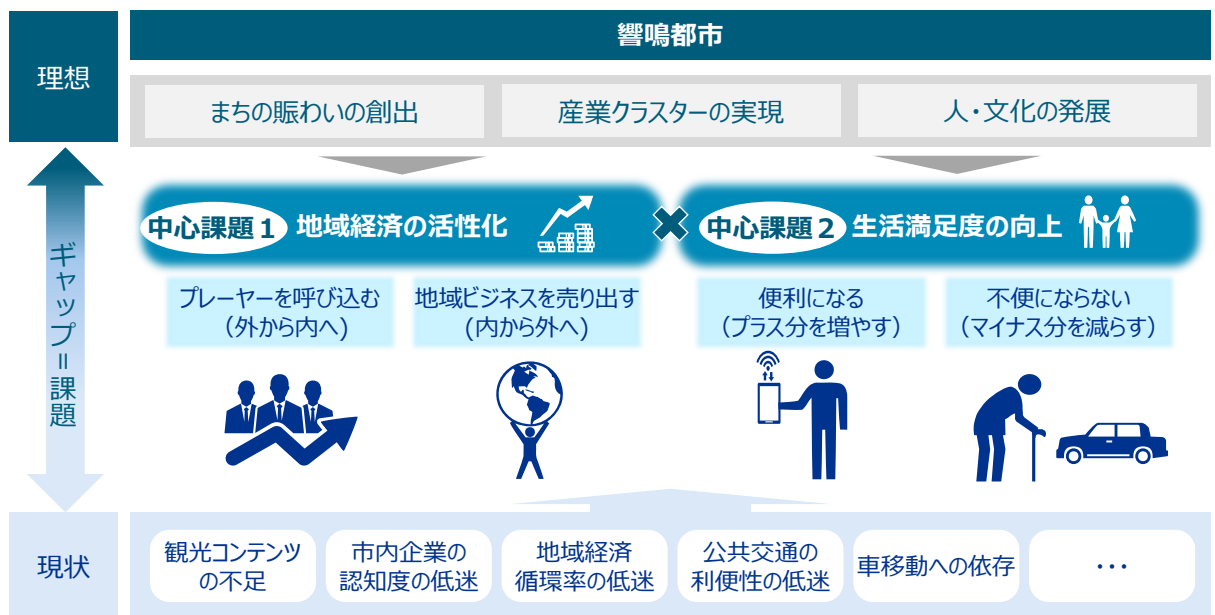 理想
響鳴都市
まちの賑わいの創出
産業クラスターの実現
人・文化の発展
ギャップ＝課題
中心課題１
地域経済の活性化
中心課題２
生活満足度の向上
プレーヤーを呼び込む
（外から内へ）
地域ビジネスを売り出す
(内から外へ）
便利になる
（プラス分を増やす）
不便にならない
（マイナス分を減らす）
現状
観光コンテンツ
の不足
市内企業の
認知度の低迷
地域経済
循環率の低迷
公共交通の
利便性の低迷
車移動への依存
・・・